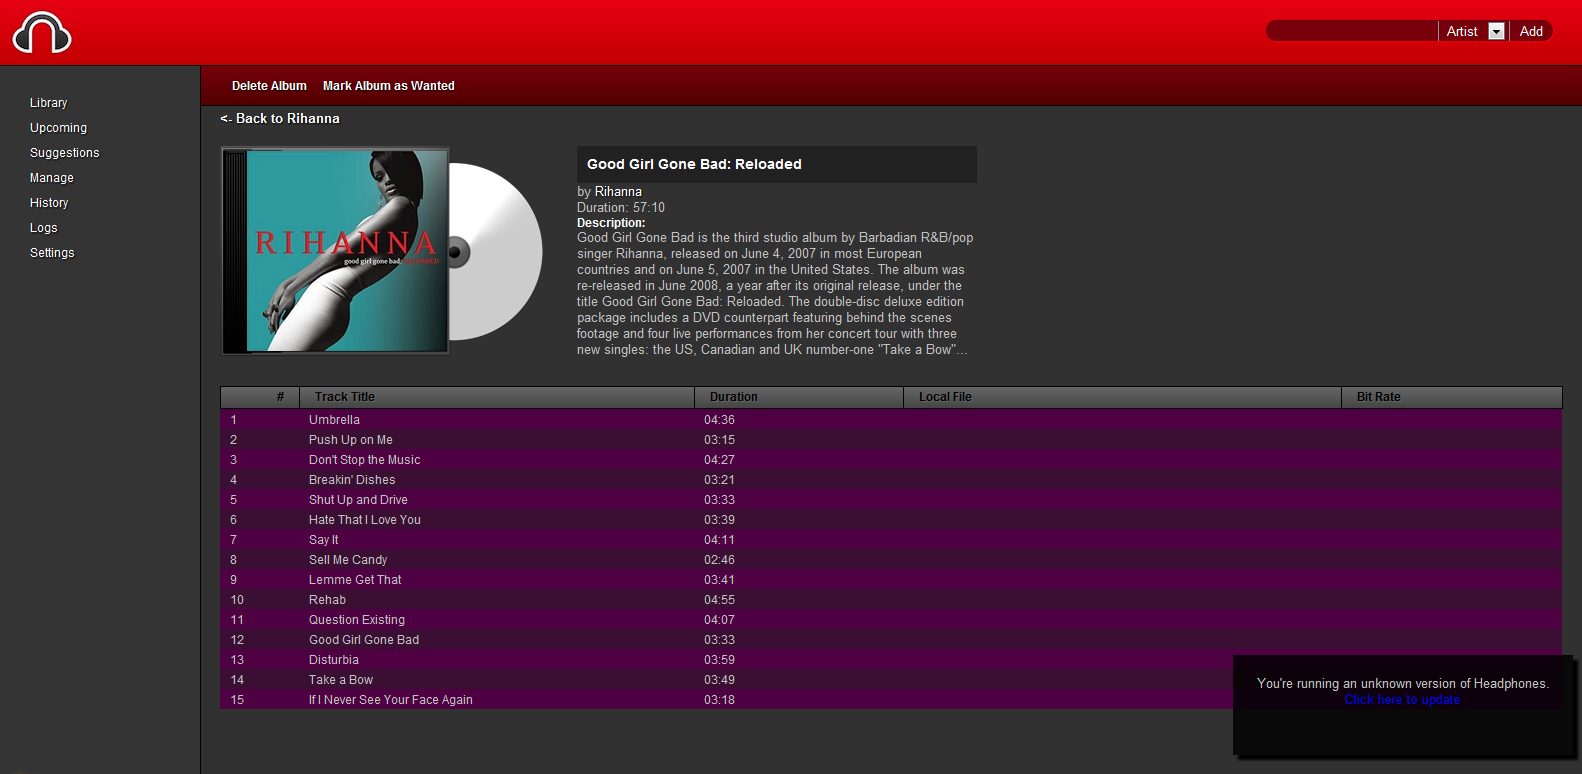 Artist
Add
Delete Album Mark Album as Wanted
Library
Upcoming
Suggestions
Manage
History
Logs
Settings
<- Back to Rihanna
RIHANNA
good girl gone bad: RELOADED
Good Girl Gone Bad: Reloaded
by Rihanna
Duration: 57:10
Description:
Good Girl Gone Bad is the third studio album by Barbadian R&B/pop
singer Rihanna, released on June 4, 2007 in most European
countries and on June 5, 2007 in the United States. The album was
re-released in June 2008, a year after its original release, under the
title Good Girl Gone Bad: Reloaded. The double-disc deluxe edition
package includes a DVD counterpart featuring behind the scenes
footage and four live performances from her concert tour with three
new singles: the US, Canadian and UK number-one "Take a Bow"...
# Track Title Duration Local File Bit Rate
1 Umbrella 04:36
2 Push Up on Me 03:15
3 Don't Stop the Music 04:27
4 Breakin' Dishes 03:21
5 Shut Up and Drive 03:33
6 Hate That I Love You 03:39
7 Say It 04:11
8 Sell Me Candy 02:46
9 Lemme Get That 03:41
10 Rehab 04:55
11 Question Existing 04:07
12 Good Girl Gone Bad 03:33
13 Disturbia 03:59
14 Take a Bow 03:49
15 If I Never See Your Face Again 03:18
You're running an unknown version of Headphones.
Click here to update